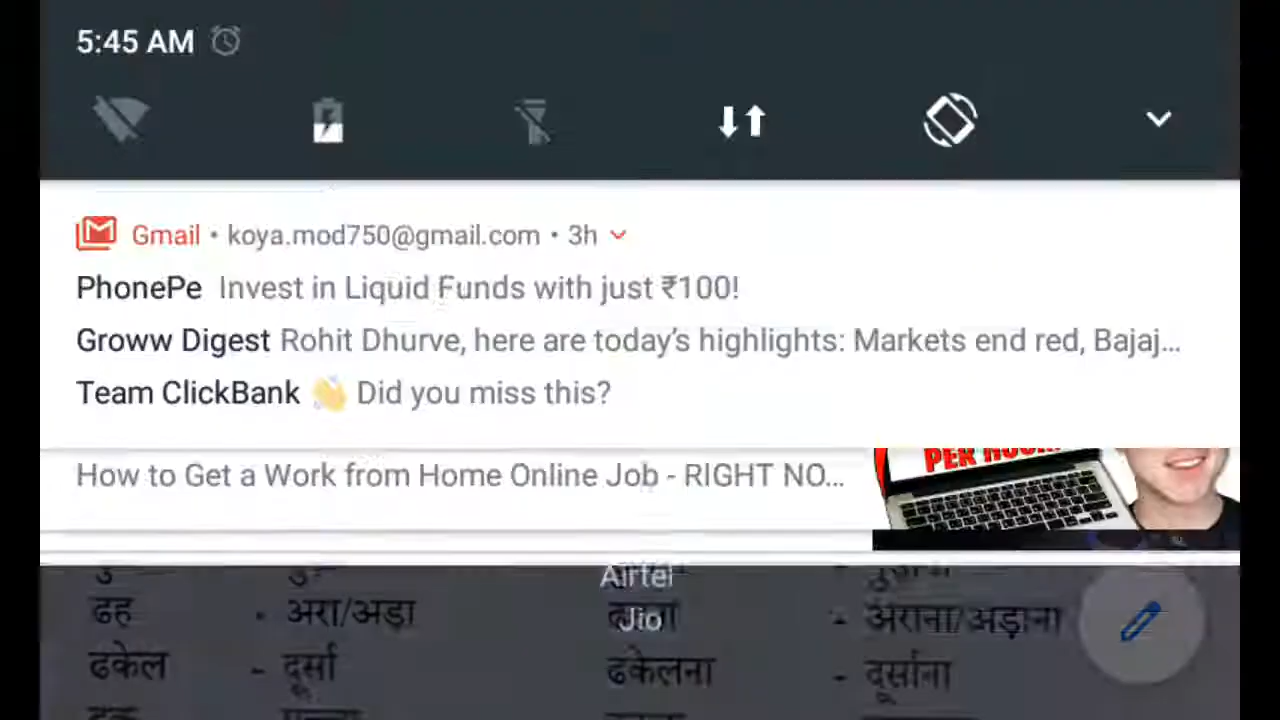 5:45 AM
Gmail • koya.mod750@gmail.com • 3h
PhonePe Invest in Liquid Funds with just ₹100!
Groww Digest Rohit Dhurve, here are today's highlights: Markets end red, Bajaj...
Team ClickBank 👋 Did you miss this?
How to Get a Work from Home Online Job - RIGHT NO...
PER
Airtel
Jio
ढह - अरा/अड़ा - अराना/अड़ाना
ढकेल - दूर्सा ढकेलना - दूर्साना